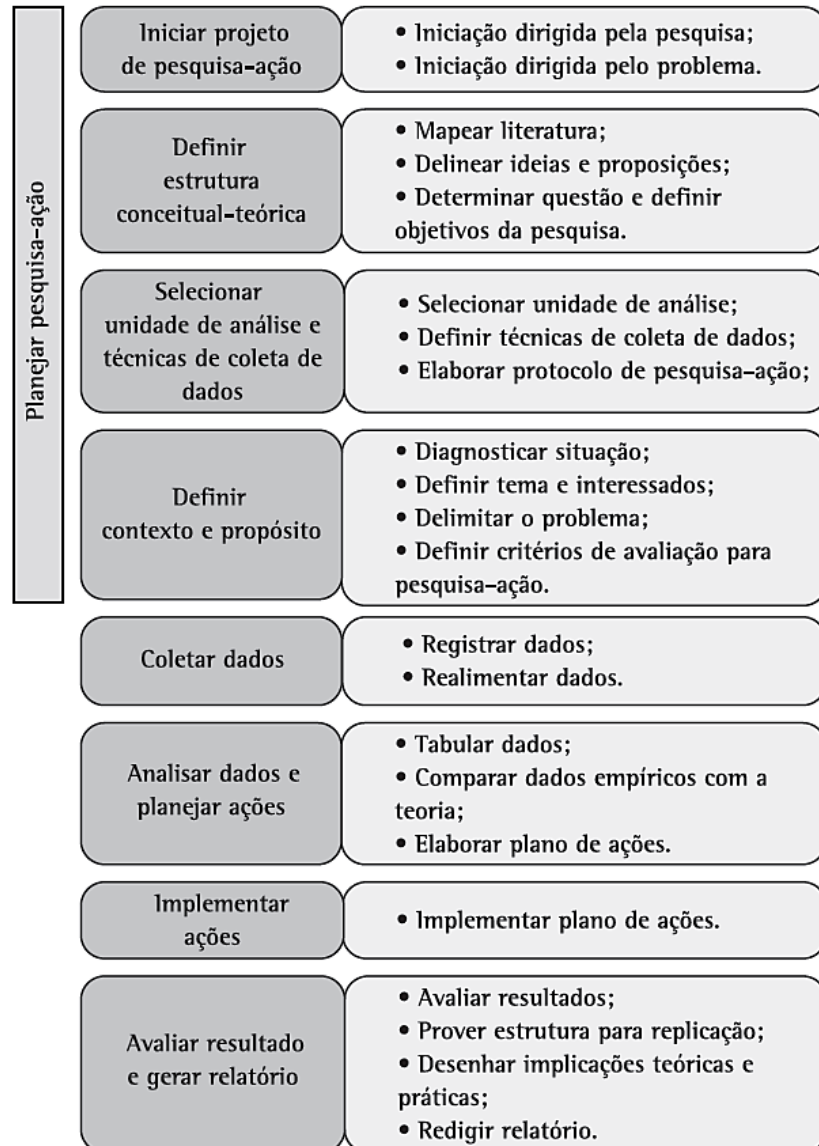 Planejar pesquisa-ação
Iniciar projeto
de pesquisa-ação
• Iniciação dirigida pela pesquisa;
• Iniciação dirigida pelo problema.
Definir
estrutura
conceitual-teórica
• Mapear literatura;
• Delinear ideias e proposições;
• Determinar questão e definir
objetivos da pesquisa.
Selecionar
unidade de análise e
técnicas de coleta de
dados
• Selecionar unidade de análise;
• Definir técnicas de coleta de dados;
• Elaborar protocolo de pesquisa-ação;
Definir
contexto e propósito
• Diagnosticar situação;
• Definir tema e interessados;
• Delimitar o problema;
• Definir critérios de avaliação para
pesquisa-ação.
Coletar dados
• Registrar dados;
• Realimentar dados.
Analisar dados e
planejar ações
• Tabular dados;
• Comparar dados empíricos com a
teoria;
• Elaborar plano de ações.
Implementar
ações
• Implementar plano de ações.
Avaliar resultado
e gerar relatório
• Avaliar resultados;
• Prover estrutura para replicação;
• Desenhar implicações teóricas e
práticas;
• Redigir relatório.